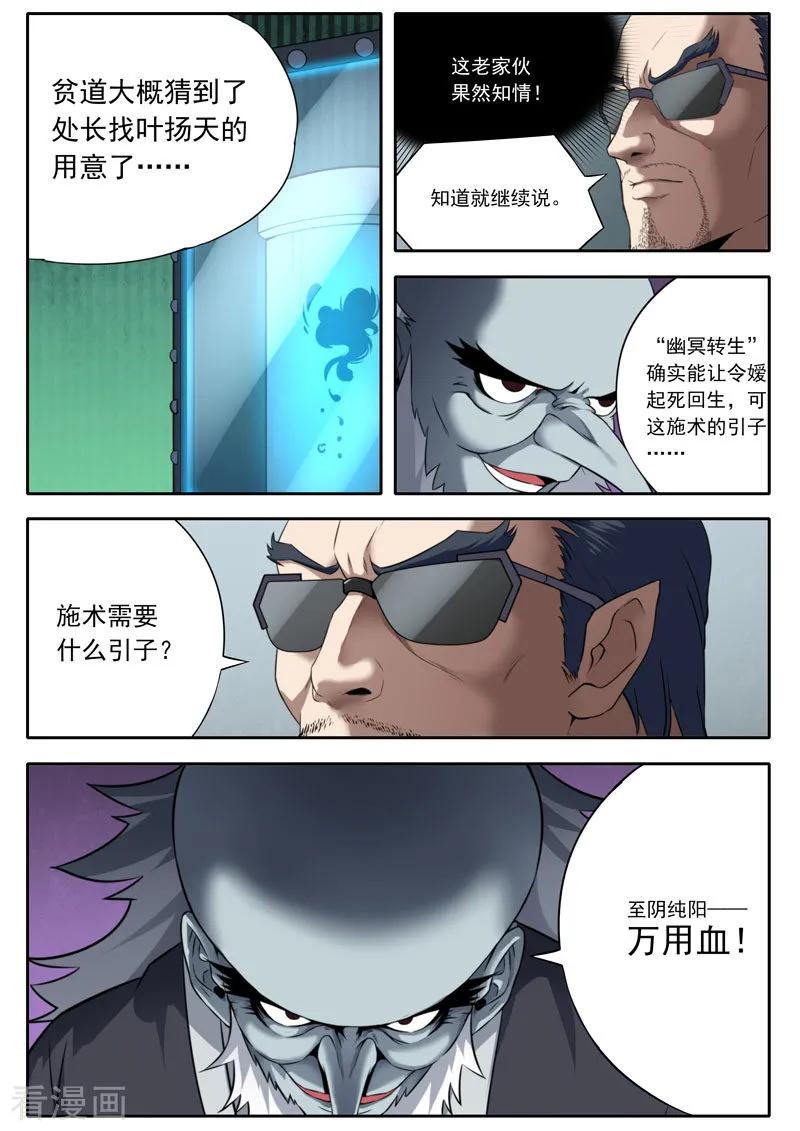 贫道大概猜到了
处长找叶扬天的
用意了……
这老家伙
果然知情！
知道就继续说。
“幽冥转生”
确实能让令嫒
起死回生，可
这施术的引子
……
施术需要
什么引子？
至阴纯阳——
万用血！
看漫画